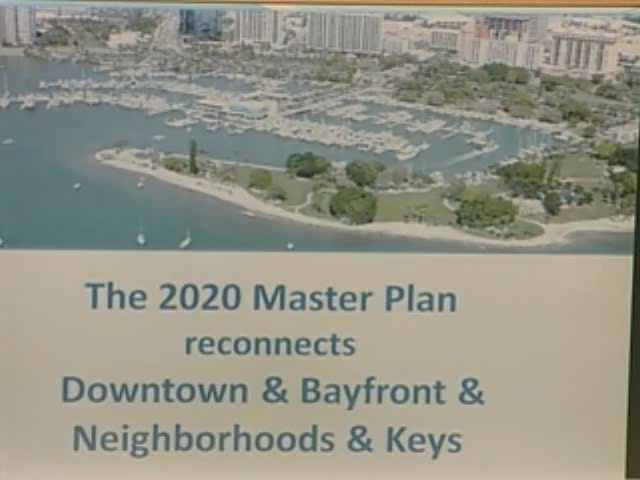 The 2020 Master Plan
reconnects
Downtown & Bayfront &
Neighborhoods & Keys